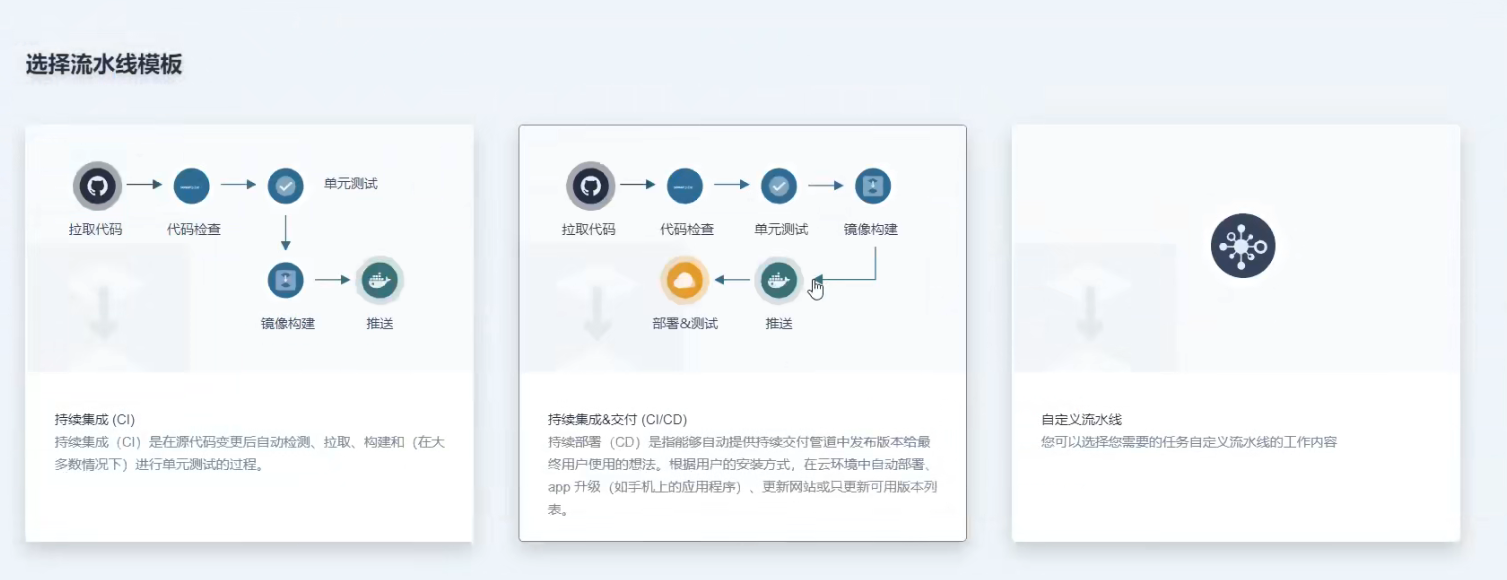 选择流水线模板
单元测试
拉取代码
代码检查
镜像构建
推送
持续集成 (CI)
持续集成（CI）是在源代码变更后自动检测、拉取、构建和（在大
多数情况下）进行单元测试的过程。
拉取代码
代码检查
单元测试
镜像构建
部署&测试
推送
持续集成&交付 (CI/CD)
持续部署（CD）是指能够自动提供持续交付管道中发布版本给最
终用户使用的想法。根据用户的安装方式，在云环境中自动部署、
app 升级（如手机上的应用程序）、更新网站或只更新可用版本列
表。
自定义流水线
您可以选择您需要的任务自定义流水线的工作内容